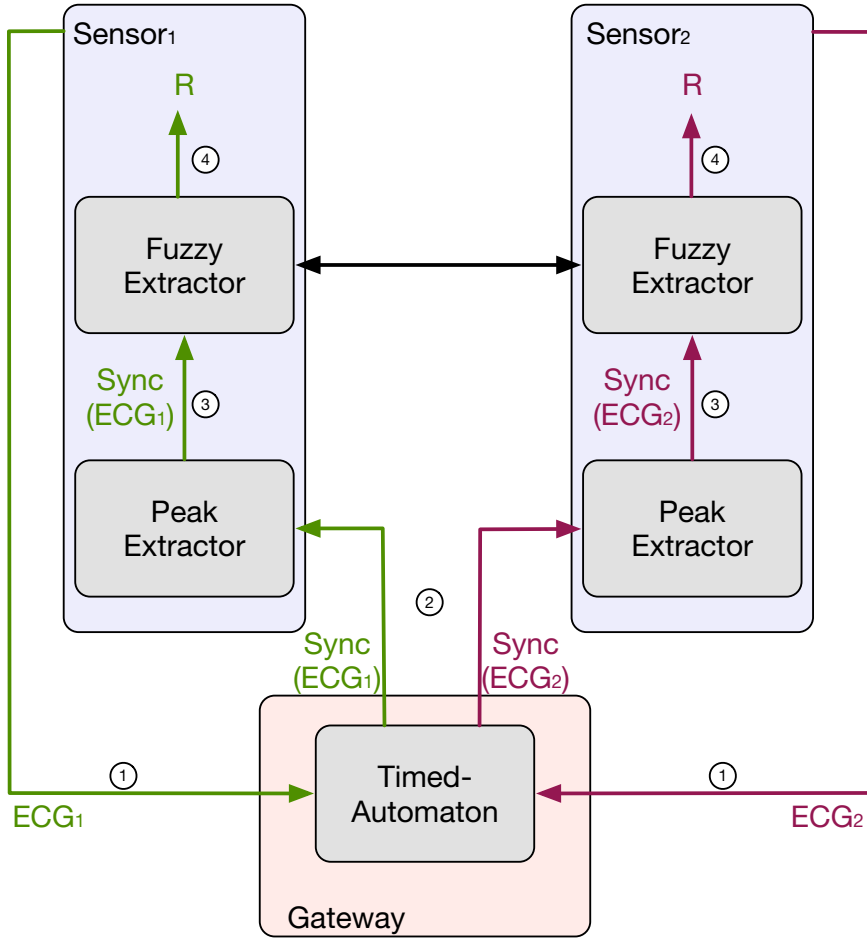 Sensor₁
Sensor₂
R
R
④
④
Fuzzy
Extractor
Fuzzy
Extractor
Sync
(ECG₁)
③
Sync
(ECG₂)
③
Peak
Extractor
Peak
Extractor
②
Sync
(ECG₁)
Sync
(ECG₂)
①
①
Timed-
Automaton
ECG₁
ECG₂
Gateway